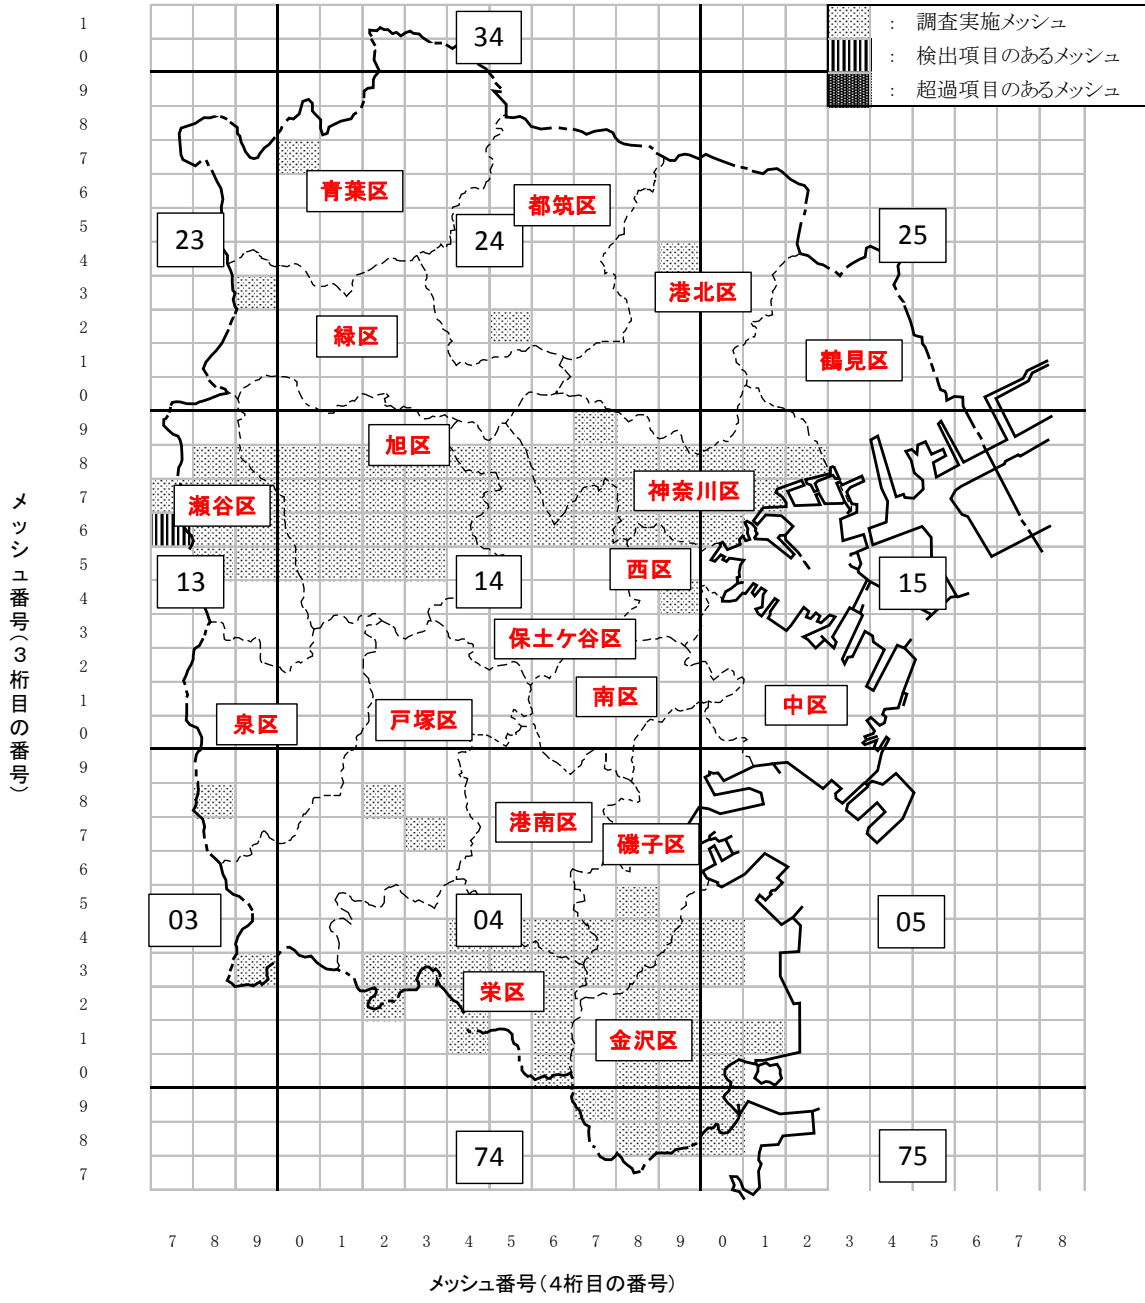 : 調査実施メッシュ
: 検出項目のあるメッシュ
: 超過項目のあるメッシュ
34
青葉区
都筑区
23
24
25
港北区
緑区
鶴見区
旭区
瀬谷区
神奈川区
13
14
西区
15
保土ケ谷区
南区
中区
泉区
戸塚区
港南区
磯子区
03
04
05
栄区
金沢区
74
75
メッシュ番号(3桁目の番号)
1
0
9
8
7
6
5
4
3
2
1
0
9
8
7
6
5
4
3
2
1
0
9
8
7
6
5
4
3
2
1
0
9
8
7
7 8 9 0 1 2 3 4 5 6 7 8 9 0 1 2 3 4 5 6 7 8
メッシュ番号(4桁目の番号)